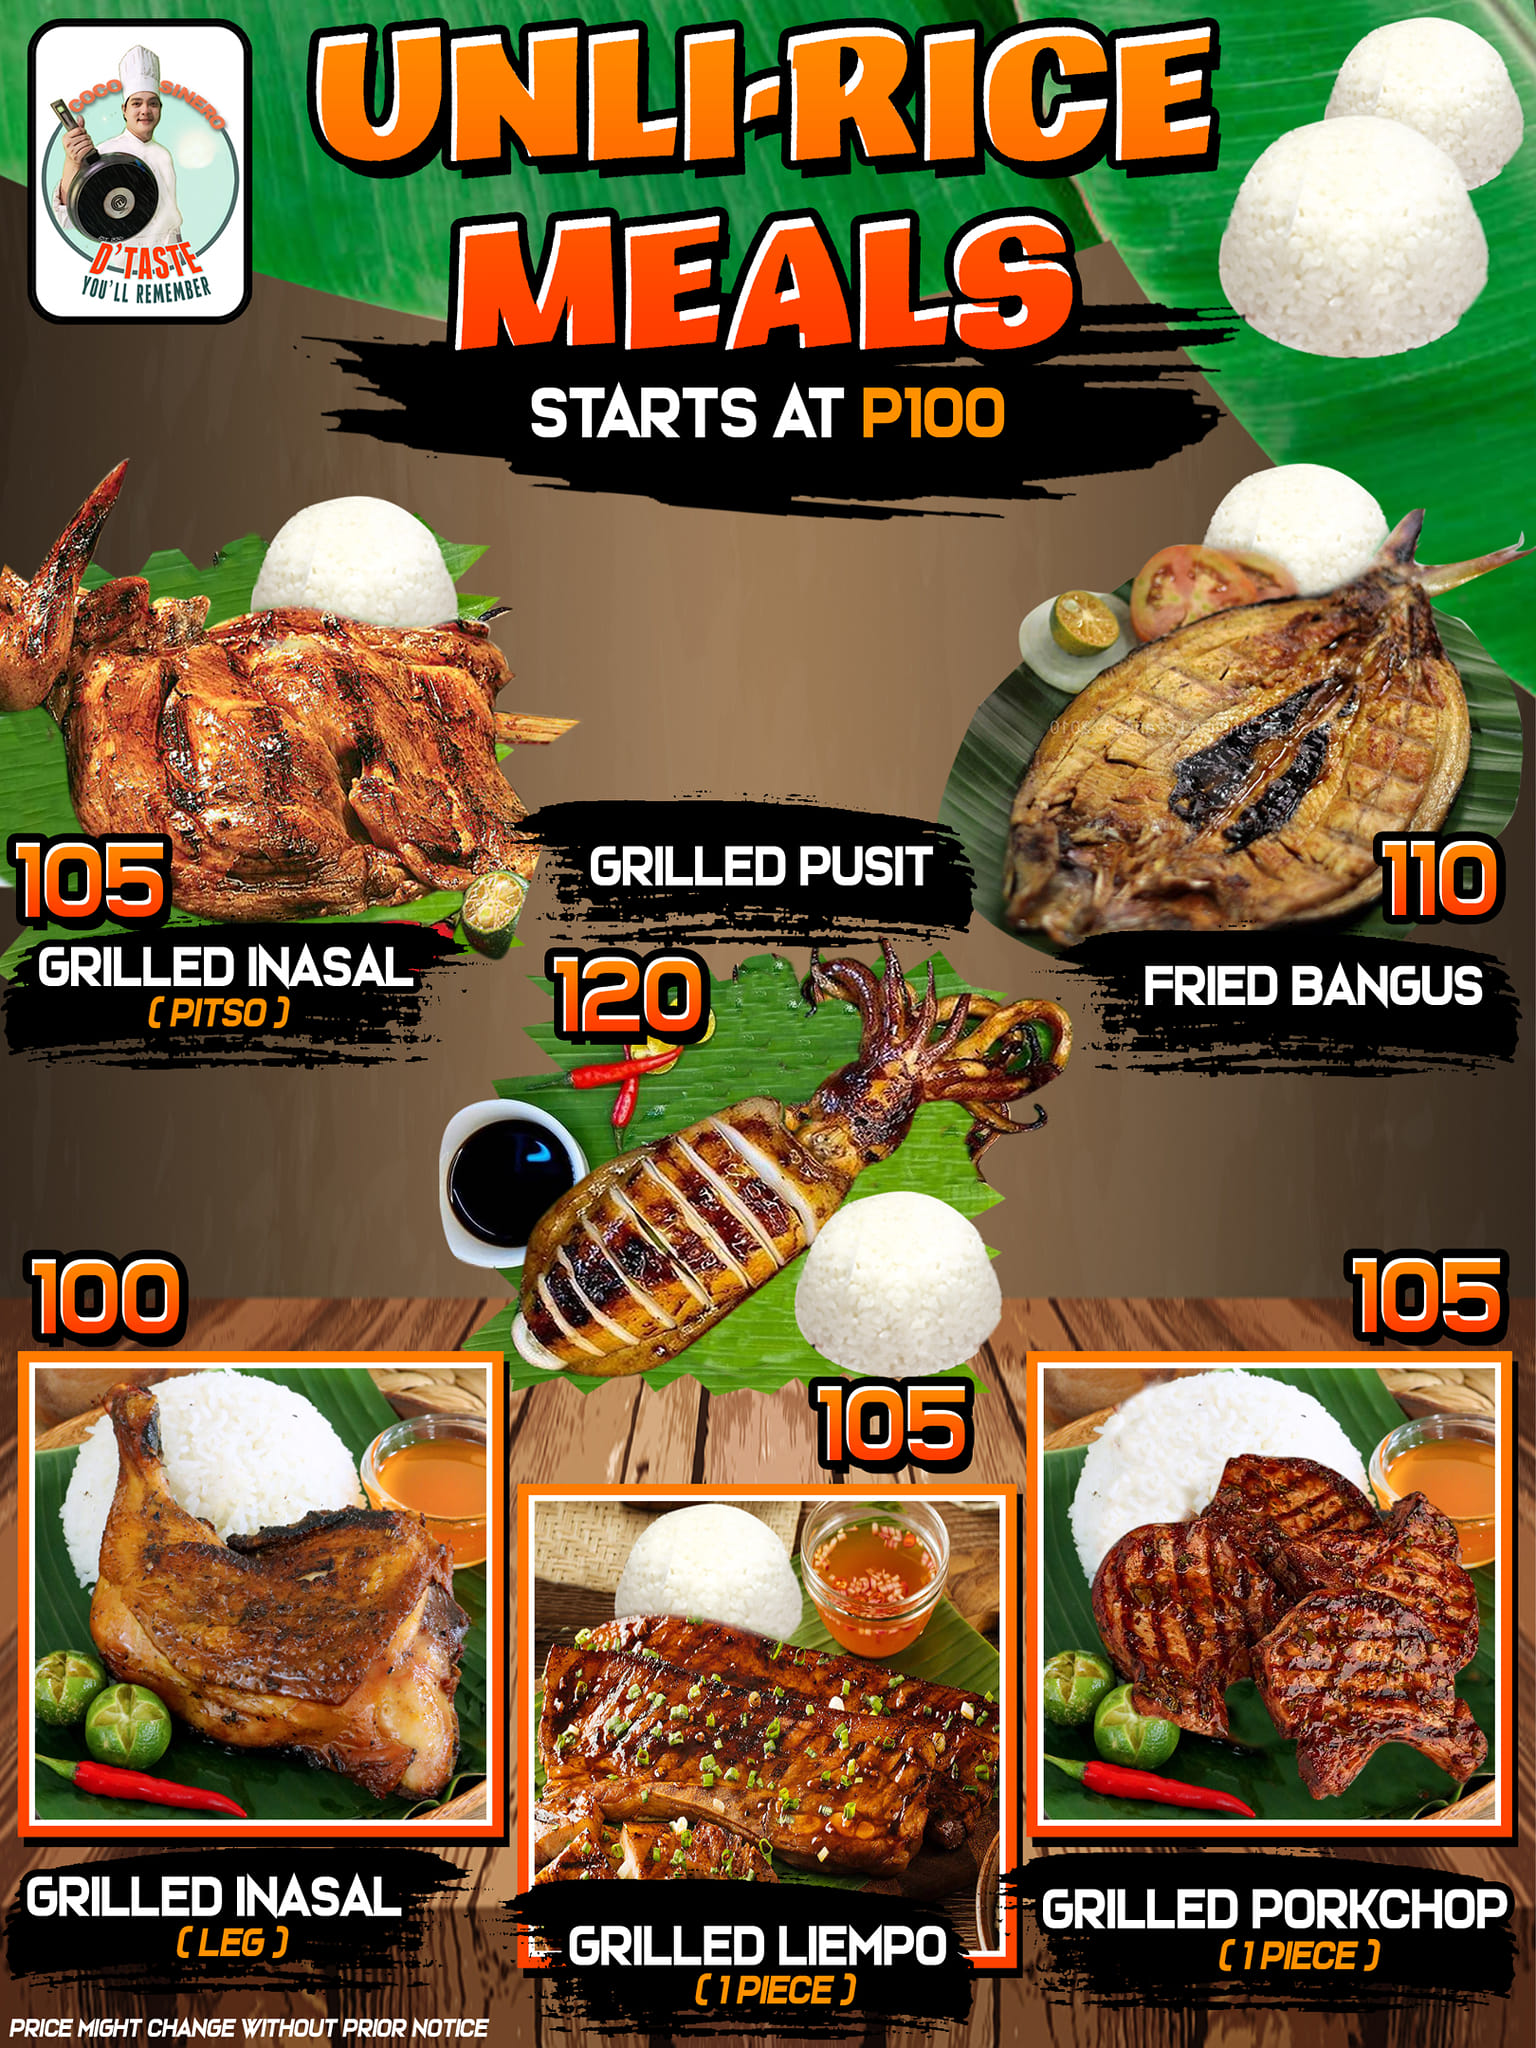 COCO SINERO
D'TASTE
YOU'LL REMEMBER
UNLI-RICE
MEALS
STARTS AT P100
105
GRILLED INASAL
( PITSO )
GRILLED PUSIT
120
110
FRIED BANGUS
100
GRILLED INASAL
( LEG )
105
GRILLED LIEMPO
( 1 PIECE )
105
GRILLED PORKCHOP
( 1 PIECE )
PRICE MIGHT CHANGE WITHOUT PRIOR NOTICE